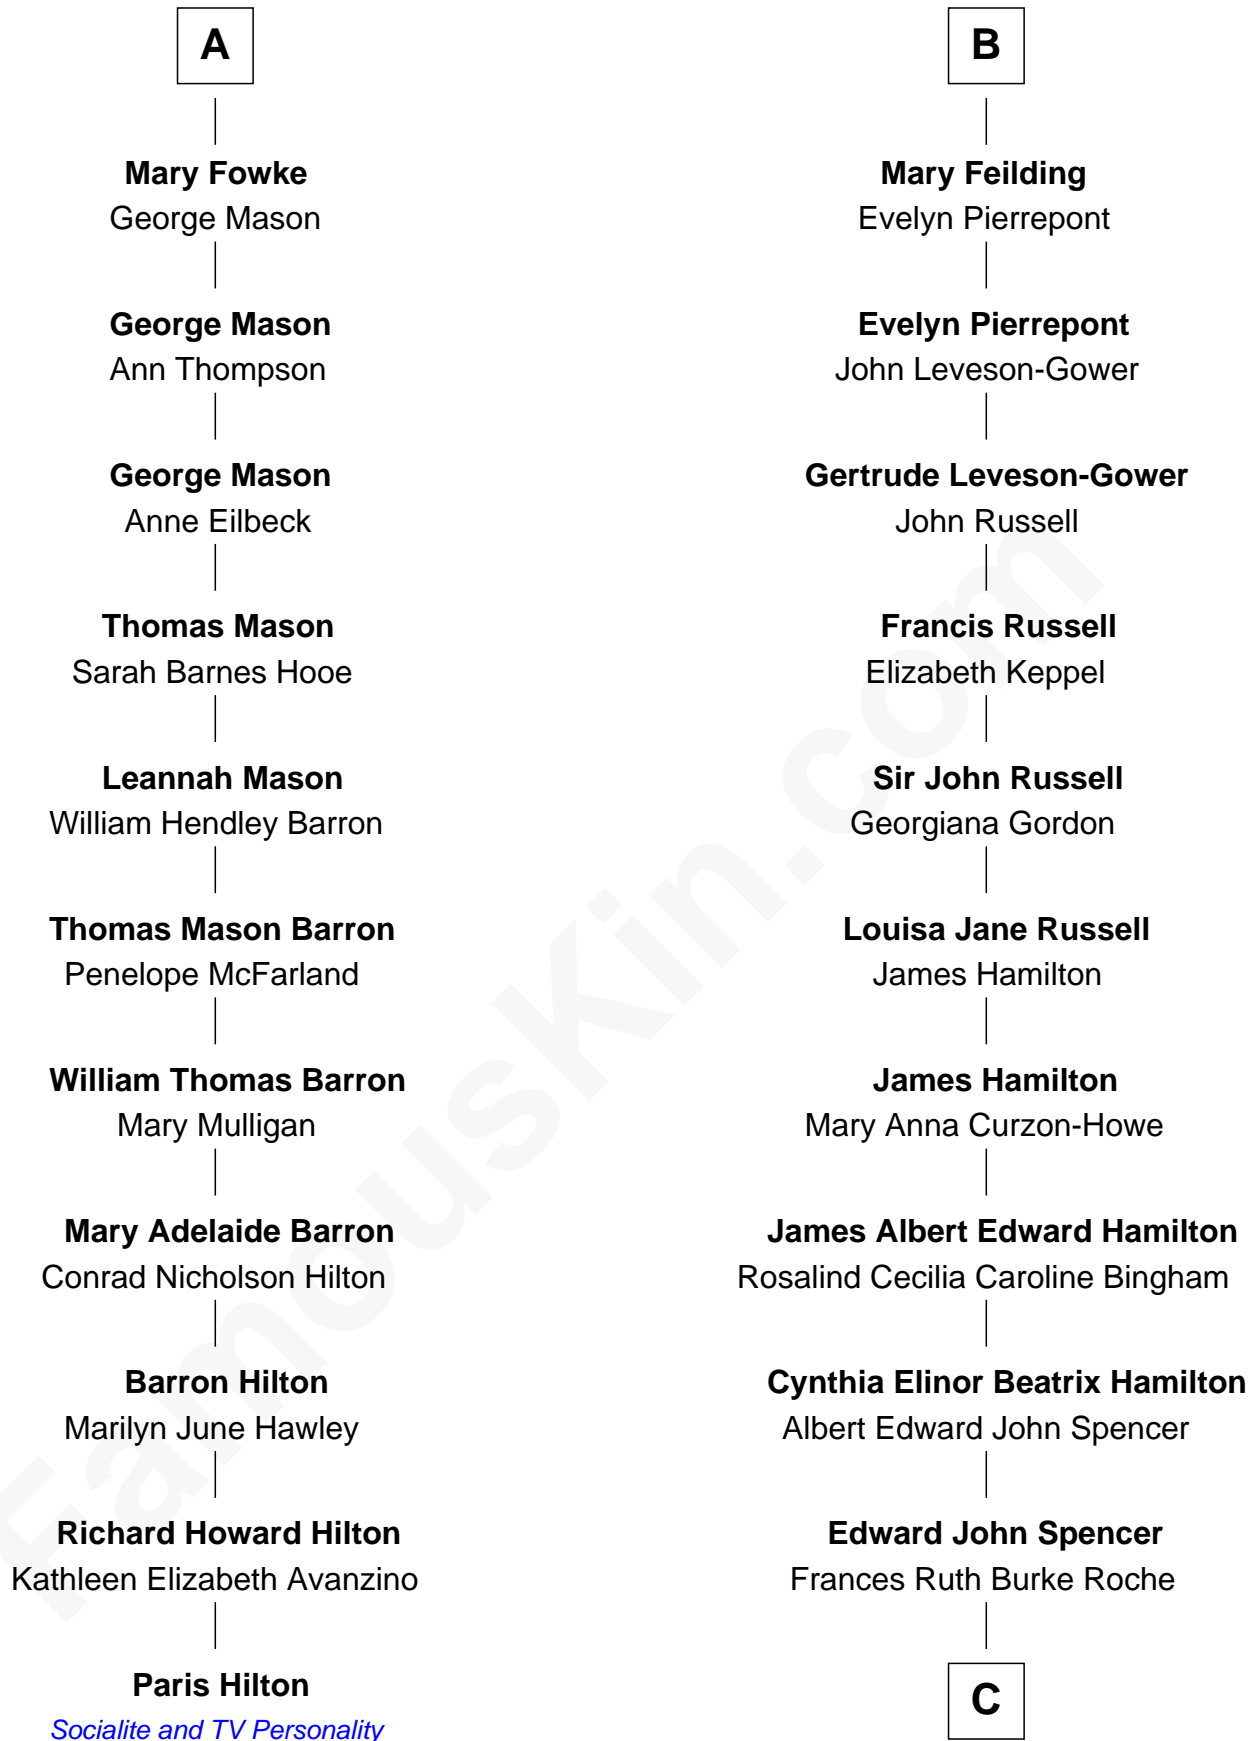 A
Mary Fowke
George Mason
George Mason
Ann Thompson
George Mason
Anne Eilbeck
Thomas Mason
Sarah Barnes Hooe
Leannah Mason
William Hendley Barron
Thomas Mason Barron
Penelope McFarland
William Thomas Barron
Mary Mulligan
Mary Adelaide Barron
Conrad Nicholson Hilton
Barron Hilton
Marilyn June Hawley
Richard Howard Hilton
Kathleen Elizabeth Avanzino
Paris Hilton
Socialite and TV Personality
B
Mary Feilding
Evelyn Pierrepont
Evelyn Pierrepont
John Leveson-Gower
Gertrude Leveson-Gower
John Russell
Francis Russell
Elizabeth Keppel
Sir John Russell
Georgiana Gordon
Louisa Jane Russell
James Hamilton
James Hamilton
Mary Anna Curzon-Howe
James Albert Edward Hamilton
Rosalind Cecilia Caroline Bingham
Cynthia Elinor Beatrix Hamilton
Albert Edward John Spencer
Edward John Spencer
Frances Ruth Burke Roche
C
FamousKin.com